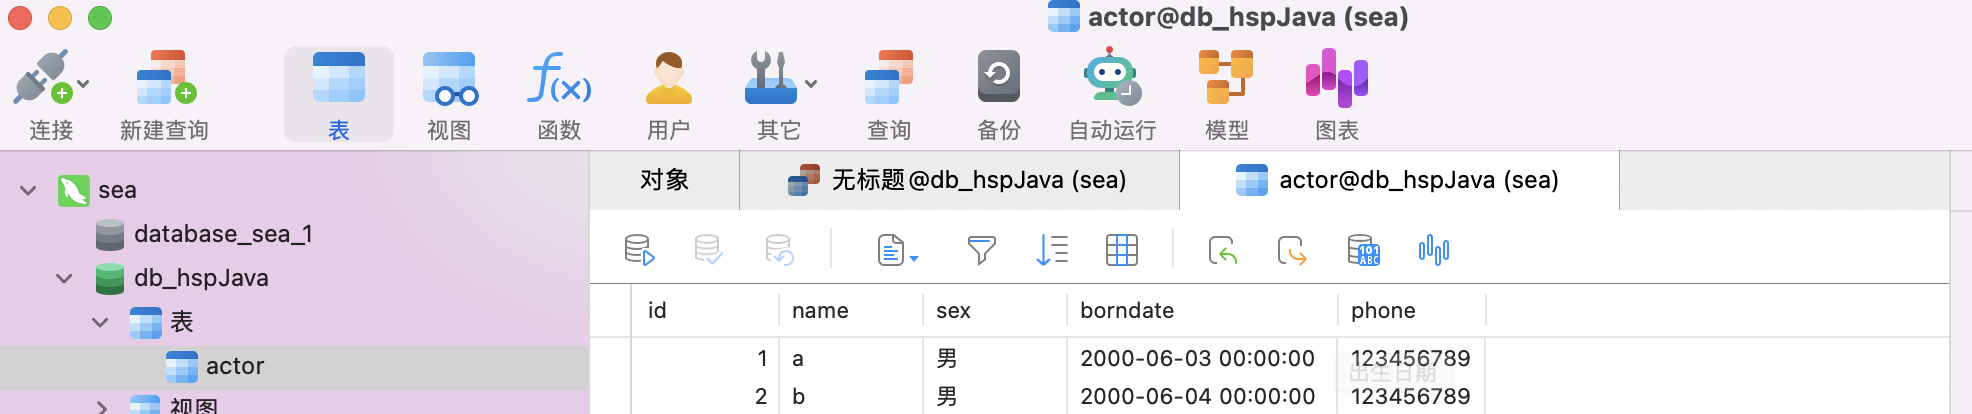 actor@db_hspJava (sea)
连接 新建查询 表 视图 函数 用户 其它 查询 备份 自动运行 模型 图表
对象 无标题@db_hspJava (sea) actor@db_hspJava (sea)
sea
database_sea_1
db_hspJava
表
actor
视图
id name sex borndate phone
1 a 男 2000-06-03 00:00:00 123456789
出生日期
2 b 男 2000-06-04 00:00:00 123456789